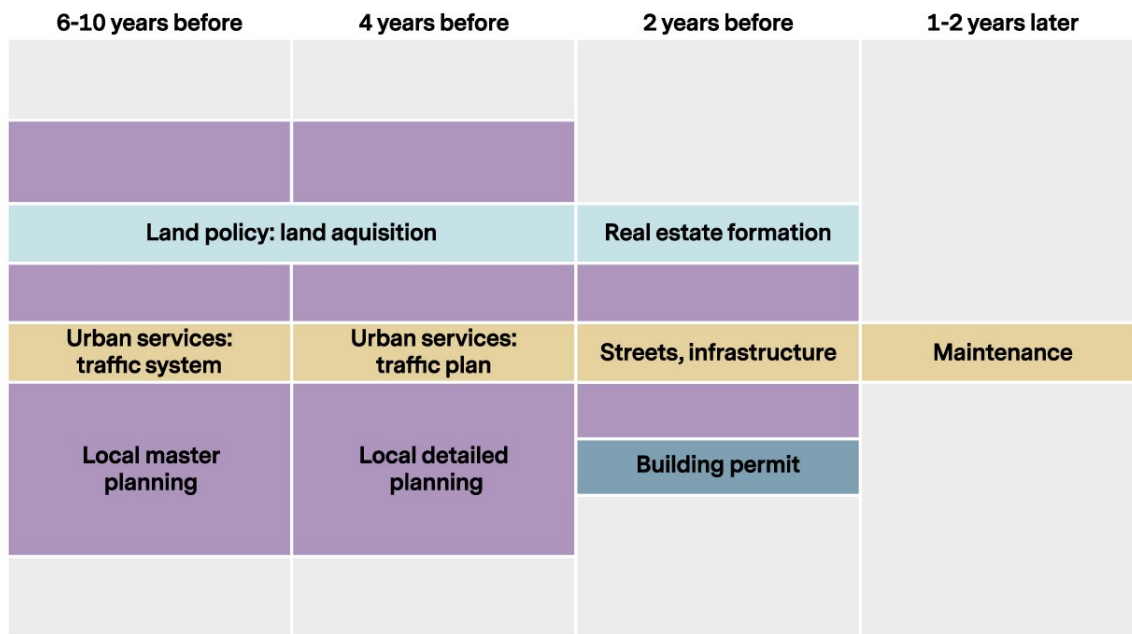 6-10 years before
4 years before
2 years before
1-2 years later
Land policy: land aquisition
Real estate formation
Urban services:
traffic system
Urban services:
traffic plan
Streets, infrastructure
Maintenance
Local master
planning
Local detailed
planning
Building permit